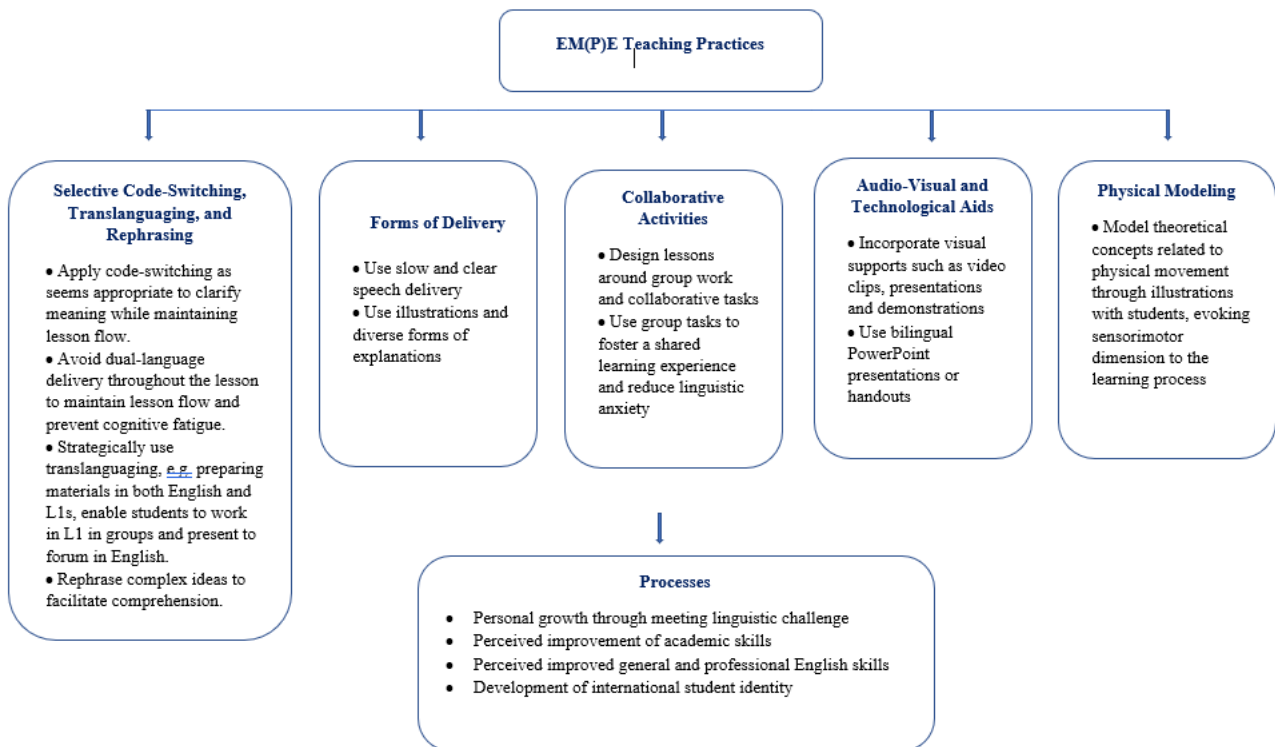 EM(P)E Teaching Practices
Selective Code-Switching,
Translanguaging, and
Rephrasing
• Apply code-switching as
seems appropriate to clarify
meaning while maintaining
lesson flow.
• Avoid dual-language
delivery throughout the lesson
to maintain lesson flow and
prevent cognitive fatigue.
• Strategically use
translanguaging, e.g. preparing
materials in both English and
L1s, enable students to work
in L1 in groups and present to
forum in English.
• Rephrase complex ideas to
facilitate comprehension.
Forms of Delivery
• Use slow and clear
speech delivery
• Use illustrations and
diverse forms of
explanations
Collaborative
Activities
• Design lessons
around group work
and collaborative tasks
• Use group tasks to
foster a shared
learning experience
and reduce linguistic
anxiety
Audio-Visual and
Technological Aids
• Incorporate visual
supports such as video
clips, presentations
and demonstrations
• Use bilingual
PowerPoint
presentations or
handouts
Physical Modeling
• Model theoretical
concepts related to
physical movement
through illustrations
with students, evoking
sensorimotor
dimension to the
learning process
Processes
• Personal growth through meeting linguistic challenge
• Perceived improvement of academic skills
• Perceived improved general and professional English skills
• Development of international student identity